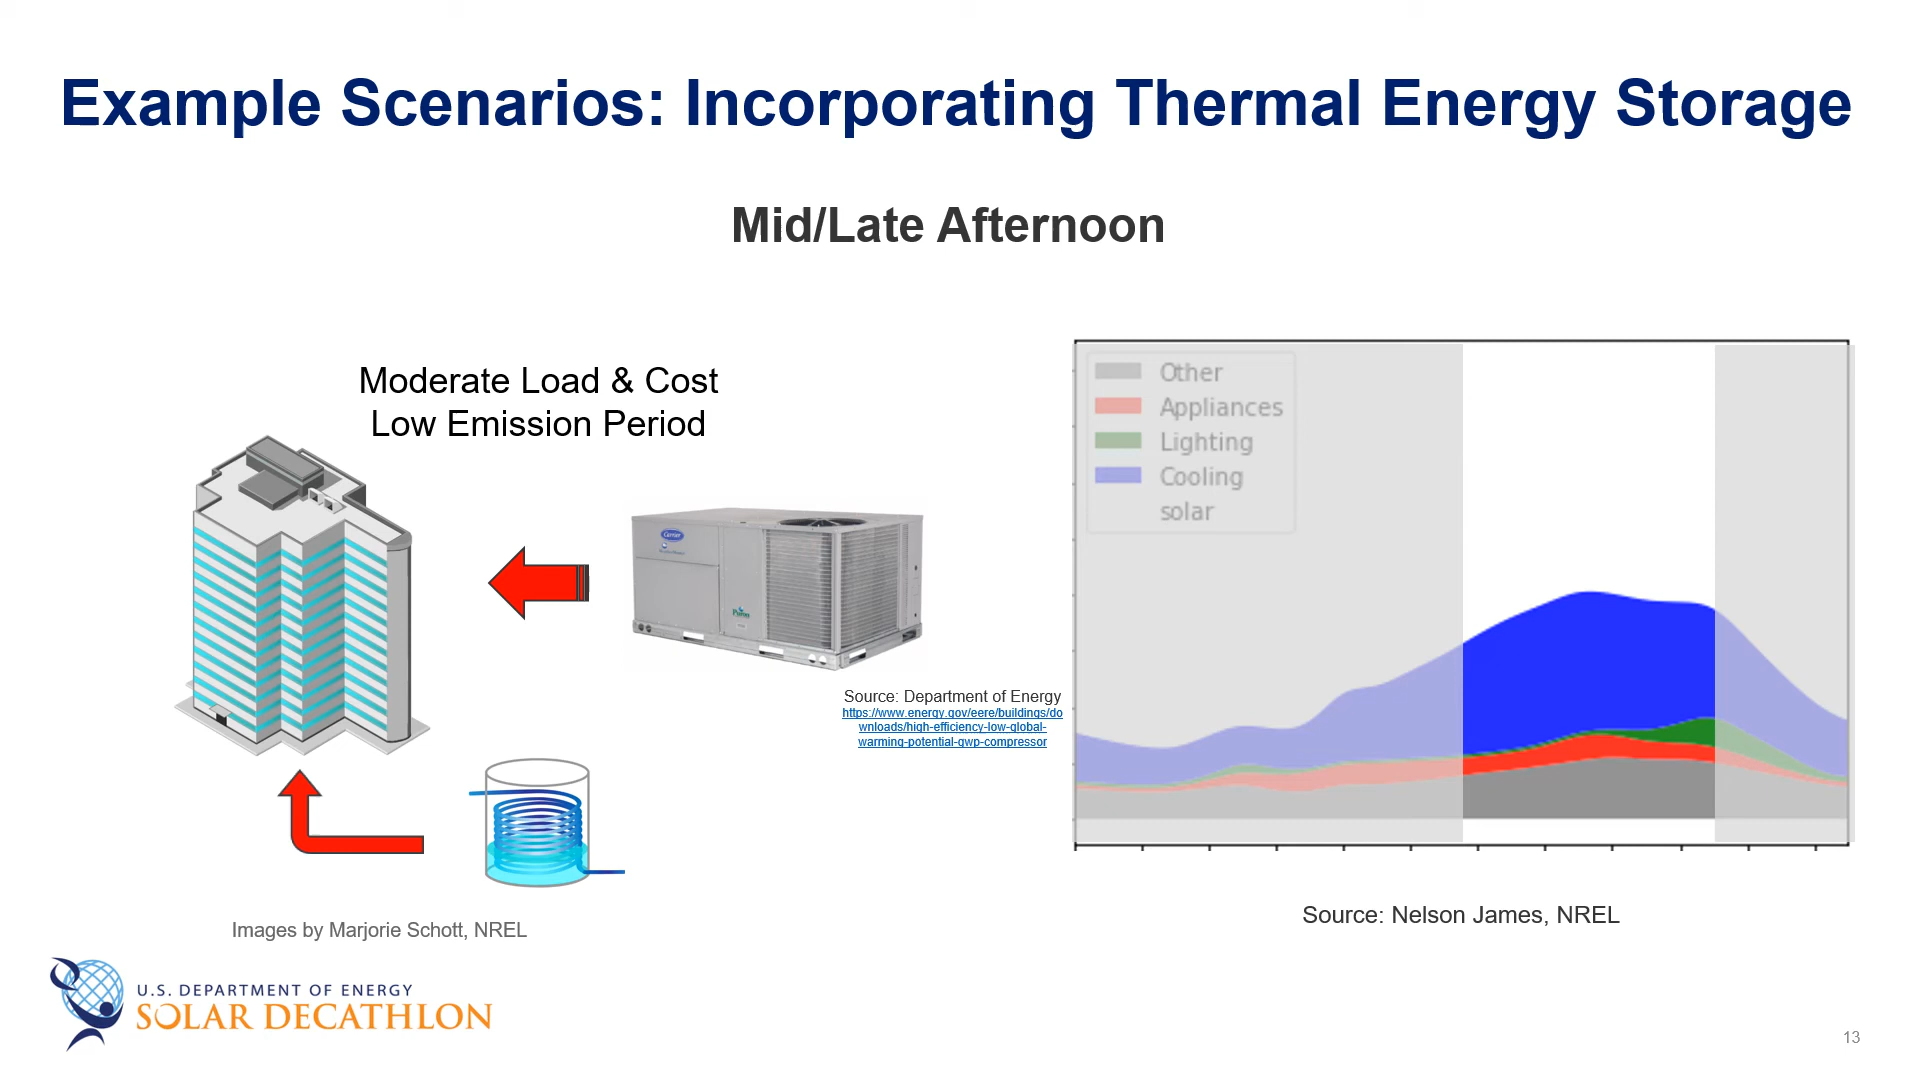 Example Scenarios: Incorporating Thermal Energy Storage
Mid/Late Afternoon
Moderate Load & Cost
Low Emission Period
Carrier
Puron
Source: Department of Energy
https://www.energy.gov/eere/buildings/do
wnloads/high-efficiency-low-global-
warming-potential-gwp-compressor
Other
Appliances
Lighting
Cooling
solar
Source: Nelson James, NREL
Images by Marjorie Schott, NREL
U.S. DEPARTMENT OF ENERGY
SOLAR DECATHLON
13